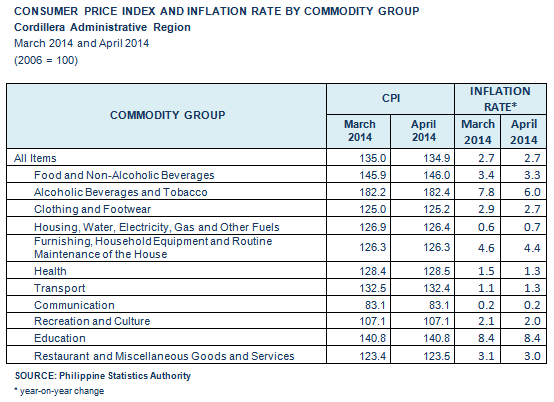 CONSUMER PRICE INDEX AND INFLATION RATE BY COMMODITY GROUP
Cordillera Administrative Region
March 2014 and April 2014
(2006 = 100)
COMMODITY GROUP CPI INFLATION RATE*
March 2014 April 2014 March 2014 April 2014
All Items 135.0 134.9 2.7 2.7
Food and Non-Alcoholic Beverages 145.9 146.0 3.4 3.3
Alcoholic Beverages and Tobacco 182.2 182.4 7.8 6.0
Clothing and Footwear 125.0 125.2 2.9 2.7
Housing, Water, Electricity, Gas and Other Fuels 126.9 126.4 0.6 0.7
Furnishing, Household Equipment and Routine
Maintenance of the House 126.3 126.3 4.6 4.4
Health 128.4 128.5 1.5 1.3
Transport 132.5 132.4 1.1 1.3
Communication 83.1 83.1 0.2 0.2
Recreation and Culture 107.1 107.1 2.1 2.0
Education 140.8 140.8 8.4 8.4
Restaurant and Miscellaneous Goods and Services 123.4 123.5 3.1 3.0
SOURCE: Philippine Statistics Authority
* year-on-year change